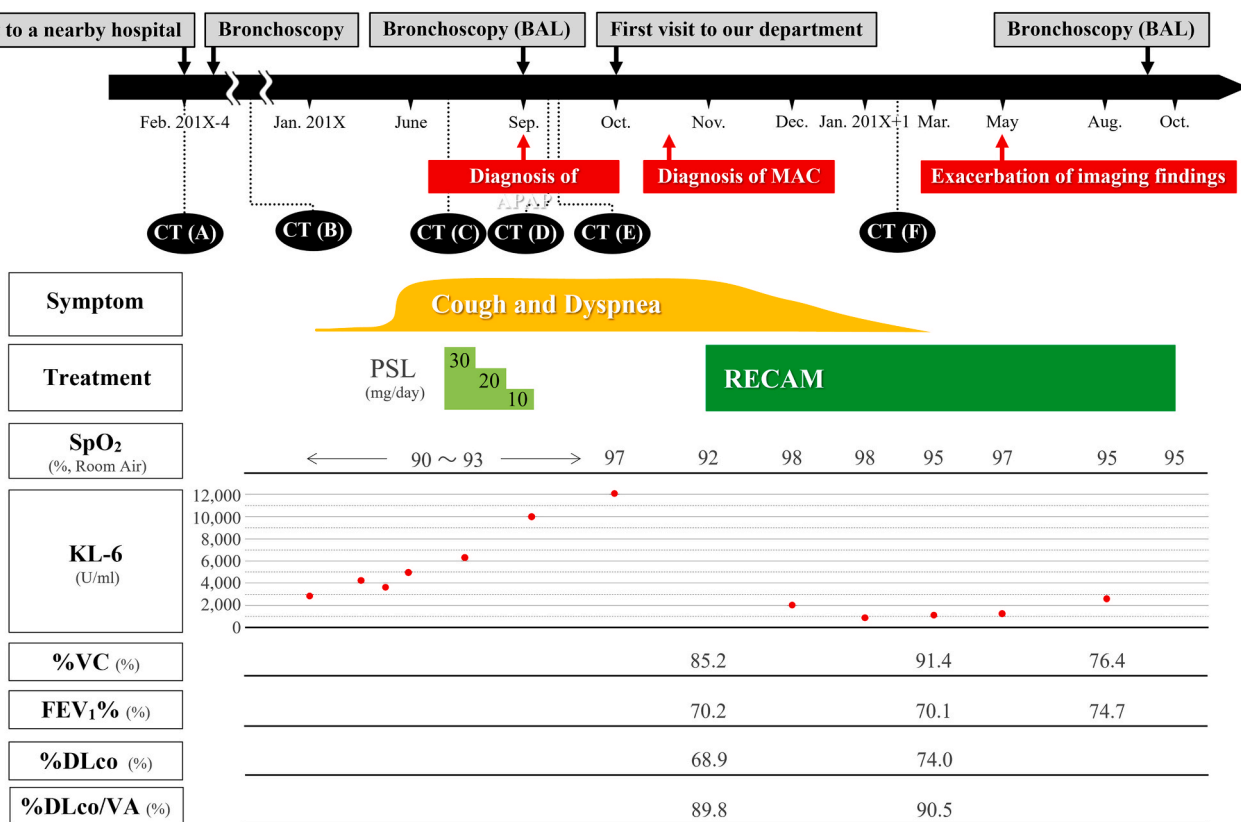 to a nearby hospital
Bronchoscopy
Bronchoscopy (BAL)
First visit to our department
Bronchoscopy (BAL)
Feb. 201X-4
Jan. 201X
June
Sep.
Oct.
Nov.
Dec.
Jan. 201X+1
Mar.
May
Aug.
Oct.
Diagnosis of
APAP
Diagnosis of MAC
Exacerbation of imaging findings
CT (A)
CT (B)
CT (C)
CT (D)
CT (E)
CT (F)
Symptom
Cough and Dyspnea
Treatment
PSL
(mg/day)
30
20
10
RECAM
SpO₂
(%, Room Air)
90 ～ 93
97
92
98
98
95
97
95
95
KL-6
(U/ml)
12,000
10,000
8,000
6,000
4,000
2,000
0
%VC (%)
85.2
91.4
76.4
FEV₁% (%)
70.2
70.1
74.7
%DLco (%)
68.9
74.0
%DLco/VA (%)
89.8
90.5